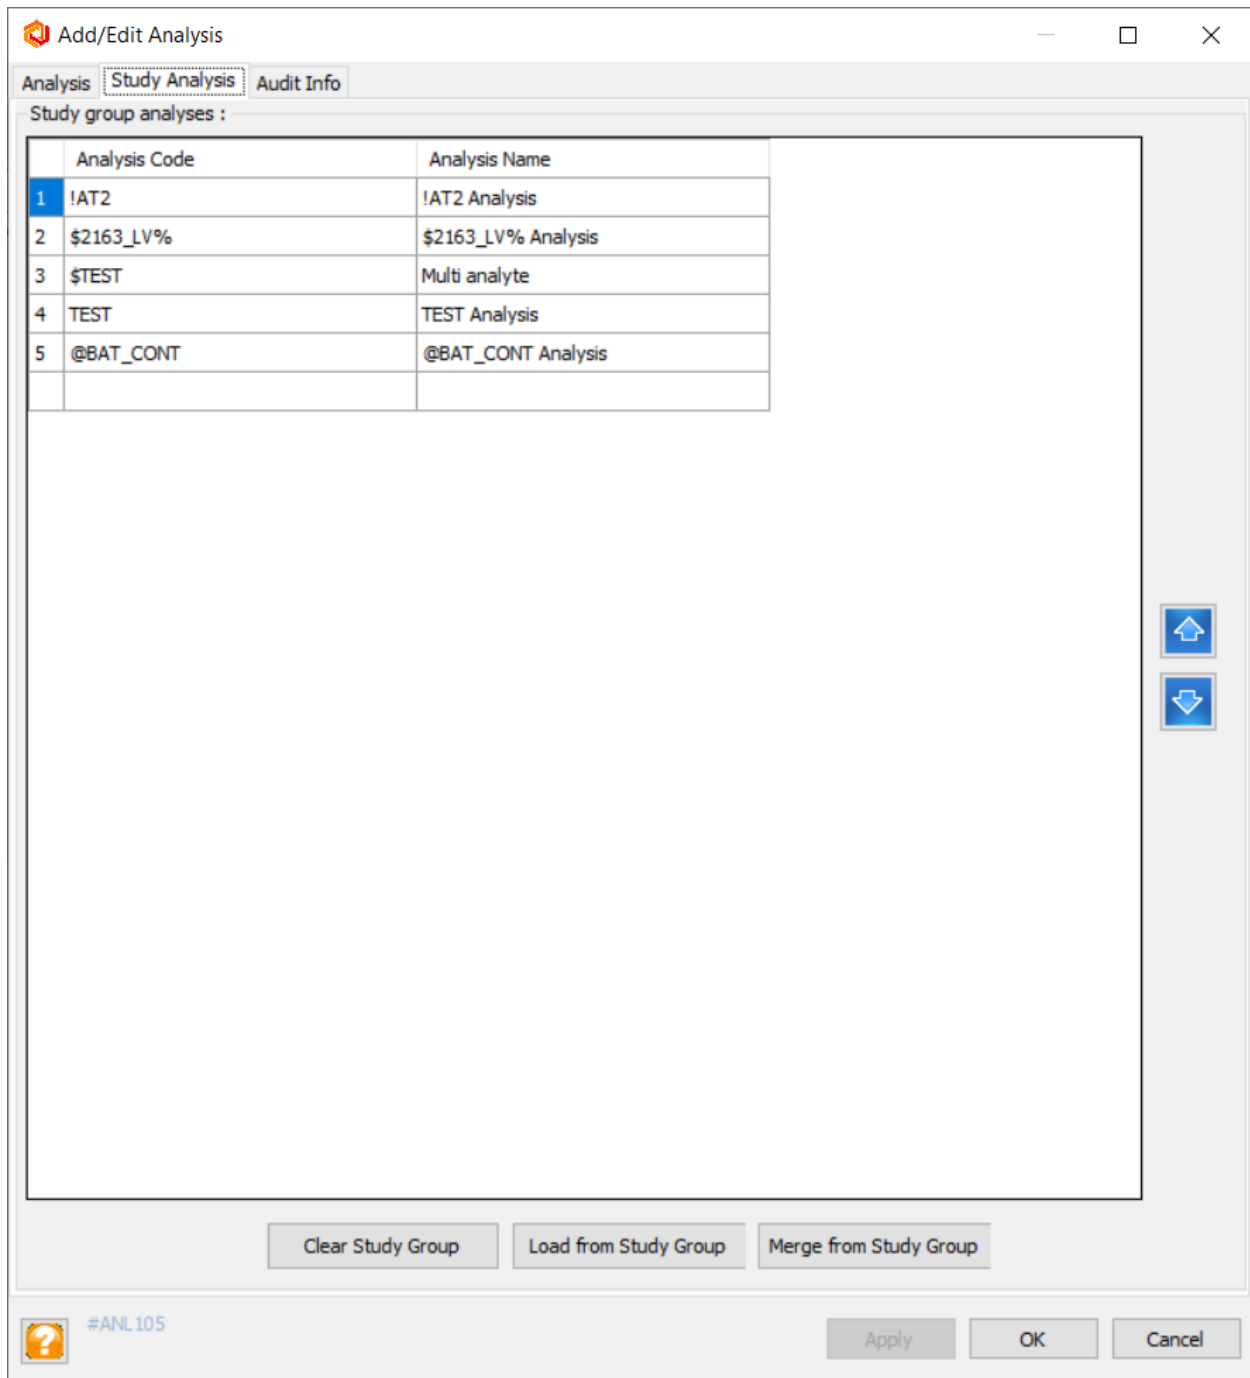 Add/Edit Analysis
Analysis Study Analysis Audit Info
Study group analyses :
Analysis Code Analysis Name
1 !AT2 !AT2 Analysis
2 $2163_LV% $2163_LV% Analysis
3 $TEST Multi analyte
4 TEST TEST Analysis
5 @BAT_CONT @BAT_CONT Analysis
Clear Study Group Load from Study Group Merge from Study Group
#ANL105
Apply OK Cancel